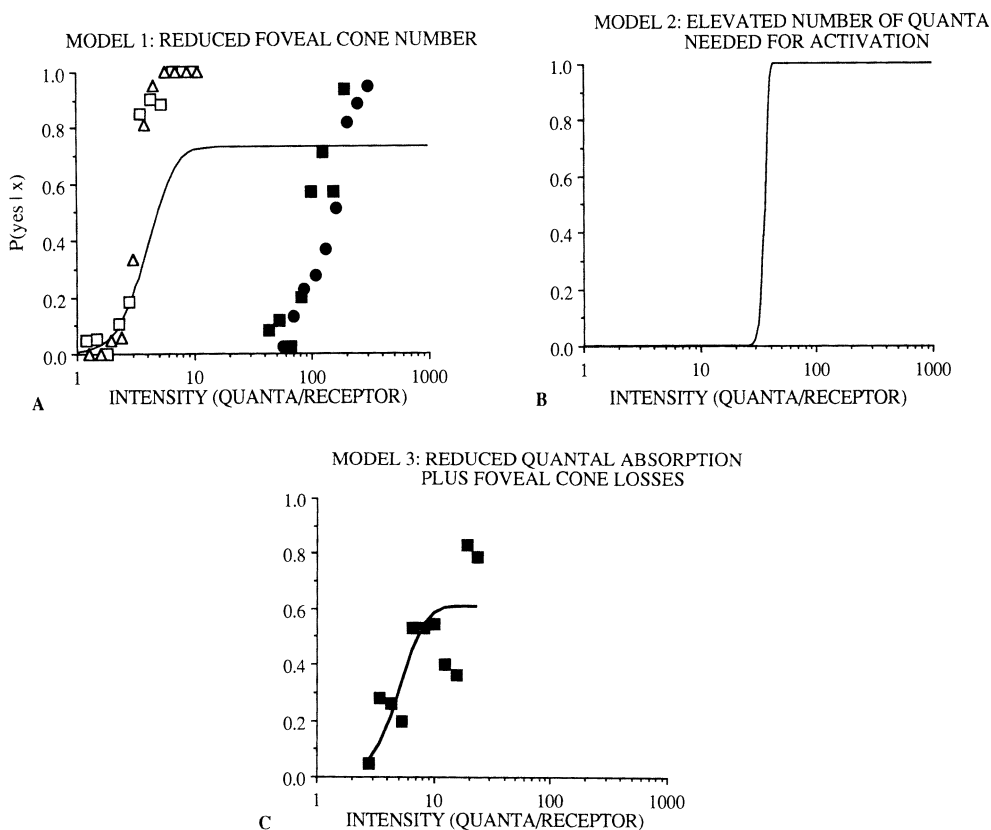 MODEL 1: REDUCED FOVEAL CONE NUMBER
1.0
0.8
0.6
0.4
0.2
0.0
P(yes | x)
1
10
100
1000
INTENSITY (QUANTA/RECEPTOR)
A
MODEL 2: ELEVATED NUMBER OF QUANTA
NEEDED FOR ACTIVATION
1.0
0.8
0.6
0.4
0.2
0.0
1
10
100
1000
INTENSITY (QUANTA/RECEPTOR)
B
MODEL 3: REDUCED QUANTAL ABSORPTION
PLUS FOVEAL CONE LOSSES
1.0
0.8
0.6
0.4
0.2
0.0
1
10
100
1000
INTENSITY (QUANTA/RECEPTOR)
C